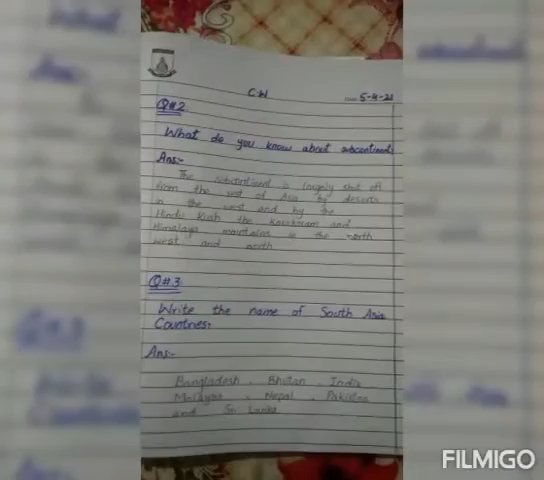 C.W
5-4-21
Q#2
What do you know about subcontinent
Ans:-
The subcontinent is largely shut off
from the rest of Asia by deserts
in the west and by the
Hindu Kush the Karakoram and
Himalaya mountains in the north
west and north
Q#3
Write the name of South Asia
Countries?
Ans:-
Bangladesh, Bhutan, India
, Nepal, Pakistan
and Sri Lanka
FILMIGO